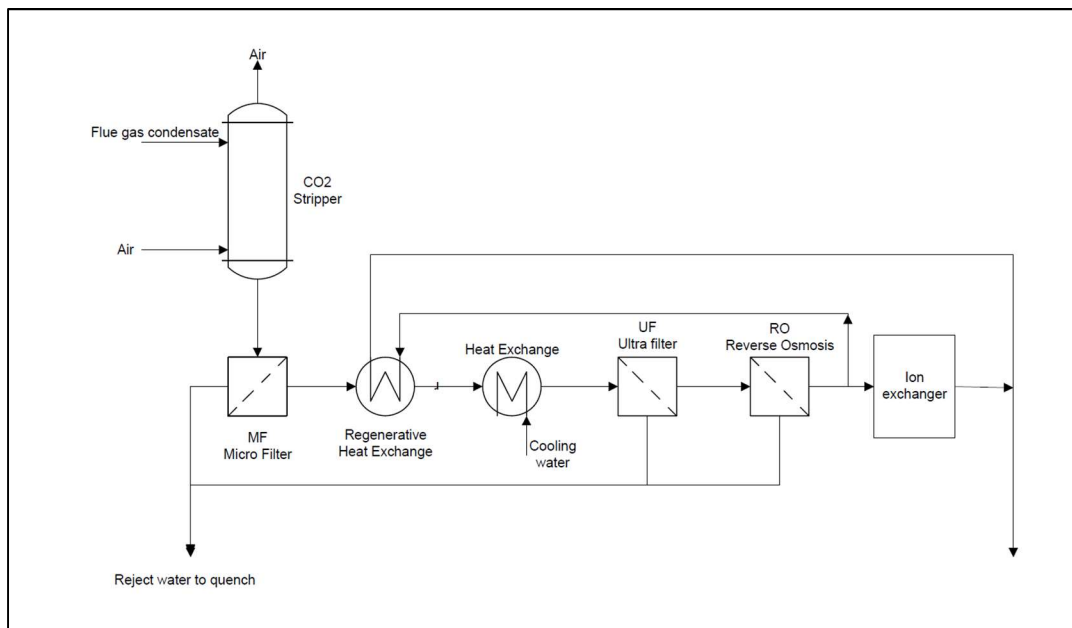 Air
Flue gas condensate
CO2
Stripper
Air
UF
Ultra filter
RO
Reverse Osmosis
Heat Exchange
Ion
exchanger
MF
Micro Filter
Regenerative
Heat Exchange
Cooling
water
Reject water to quench